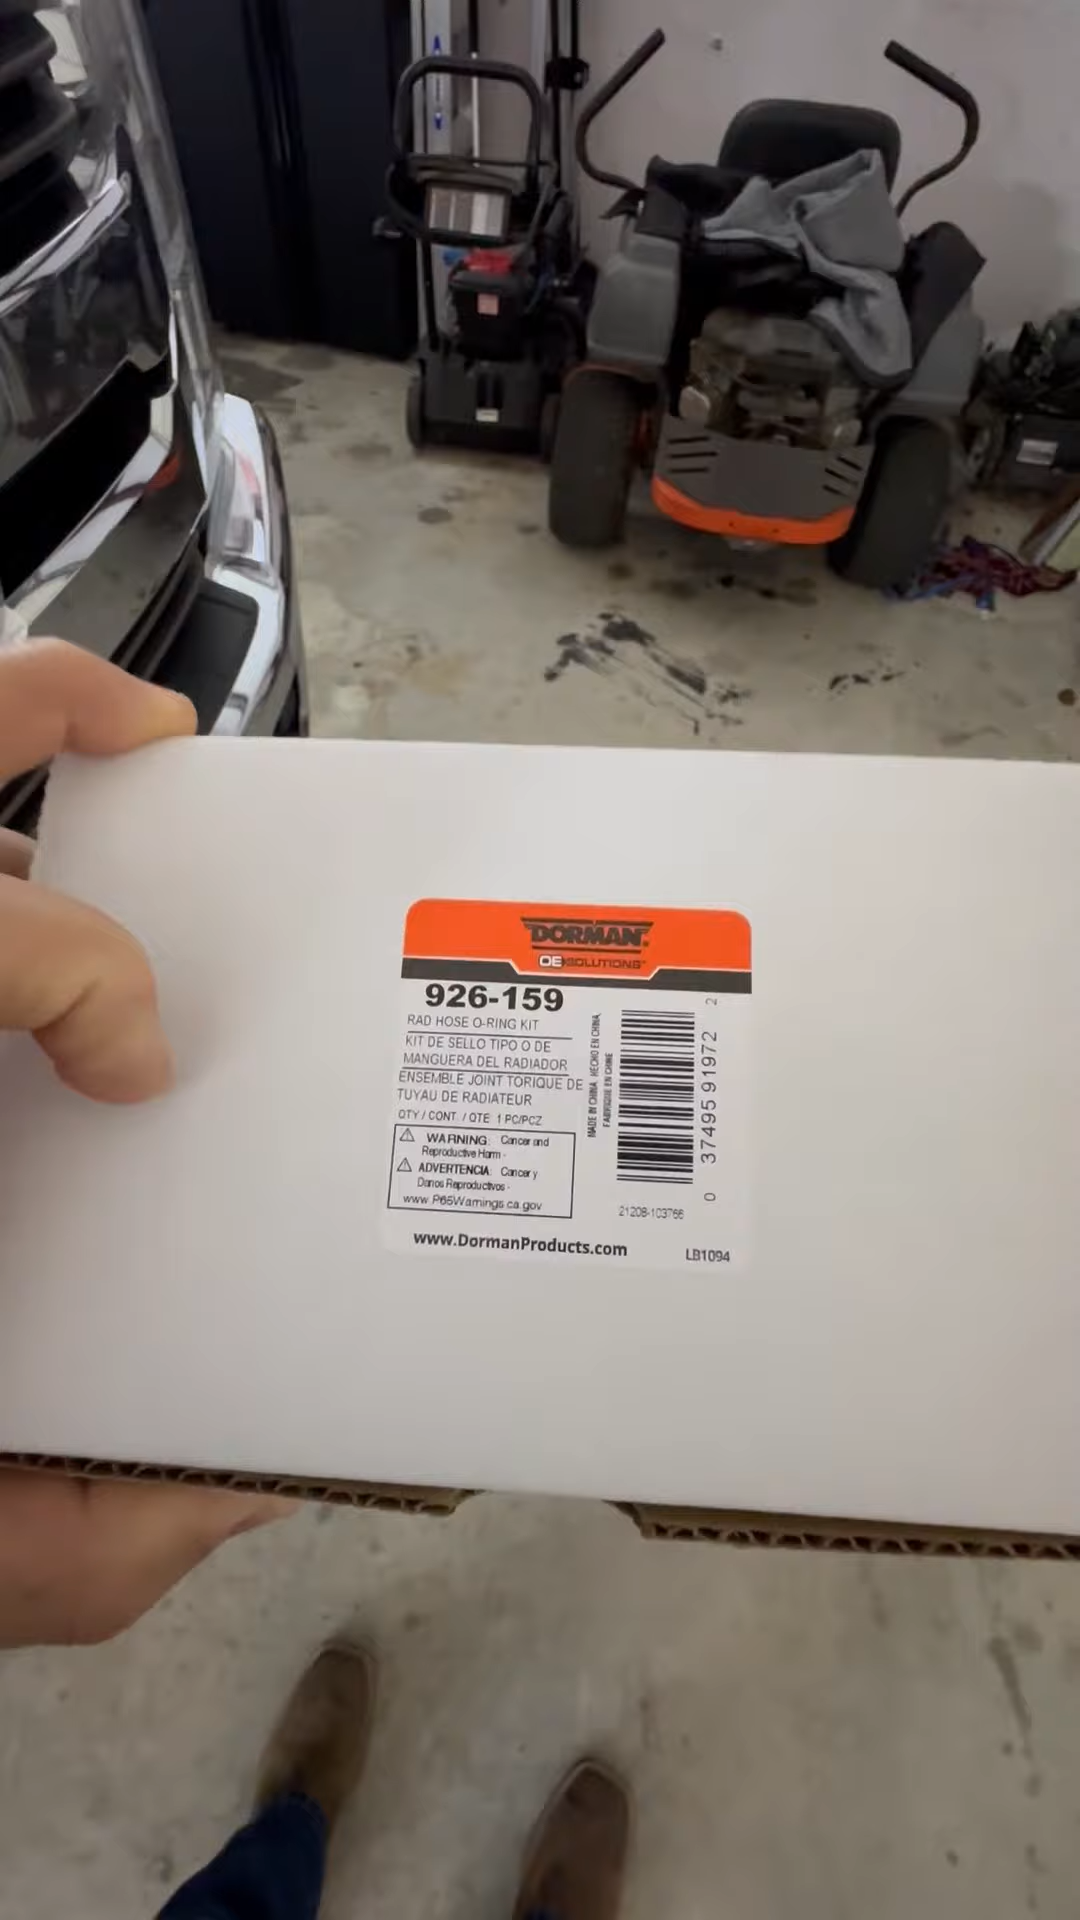 DORMAN
OE SOLUTIONS
926-159
RAD HOSE O-RING KIT
KIT DE SELLO TIPO O DE
MANGUERA DEL RADIADOR
ENSEMBLE JOINT TORIQUE DE
TUYAU DE RADIATEUR
QTY / CONT. / QTE 1 PC/PCZ
⚠ WARNING: Cancer and
Reproductive Harm -
⚠ ADVERTENCIA: Cancer y
Danos Reproductivos -
www.P65Warnings.ca.gov
MADE IN CHINA HECHO EN CHINA,
FABRIQUE EN CHINE
0 37495 91972 2
21208-103766
www.DormanProducts.com
LB1094